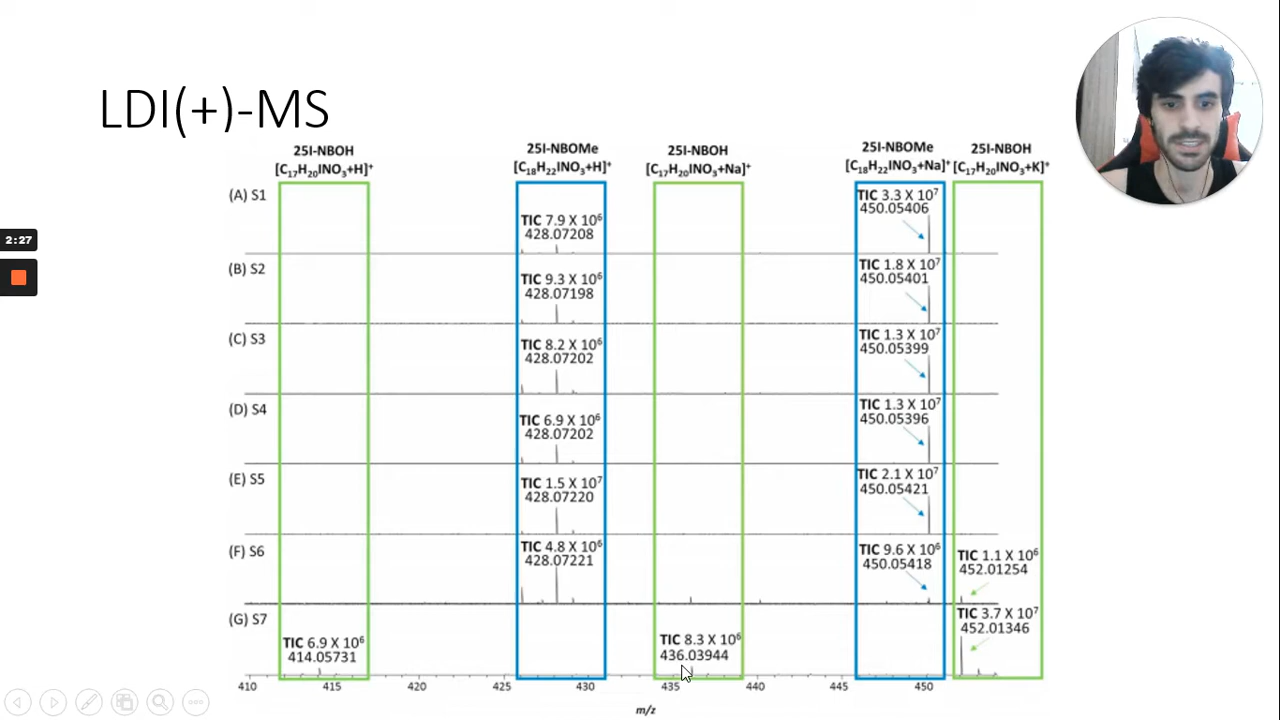 LDI(+)-MS
25I-NBOH
[C₁₇H₂₀INO₃+H]⁺
25I-NBOMe
[C₁₈H₂₂INO₃+H]⁺
25I-NBOH
[C₁₇H₂₀INO₃+Na]⁺
25I-NBOMe
[C₁₈H₂₂INO₃+Na]⁺
25I-NBOH
[C₁₇H₂₀INO₃+K]⁺
(A) S1
TIC 7.9 X 10⁶
428.07208
TIC 3.3 X 10⁷
450.05406
2:27
(B) S2
TIC 9.3 X 10⁶
428.07198
TIC 1.8 X 10⁷
450.05401
(C) S3
TIC 8.2 X 10⁶
428.07202
TIC 1.3 X 10⁷
450.05399
(D) S4
TIC 6.9 X 10⁶
428.07202
TIC 1.3 X 10⁷
450.05396
(E) S5
TIC 1.5 X 10⁷
428.07220
TIC 2.1 X 10⁷
450.05421
(F) S6
TIC 4.8 X 10⁶
428.07221
TIC 9.6 X 10⁶
450.05418
TIC 1.1 X 10⁶
452.01254
(G) S7
TIC 6.9 X 10⁶
414.05731
TIC 8.3 X 10⁶
436.03944
TIC 3.7 X 10⁷
452.01346
410 415 420 425 430 435 440 445 450
m/z